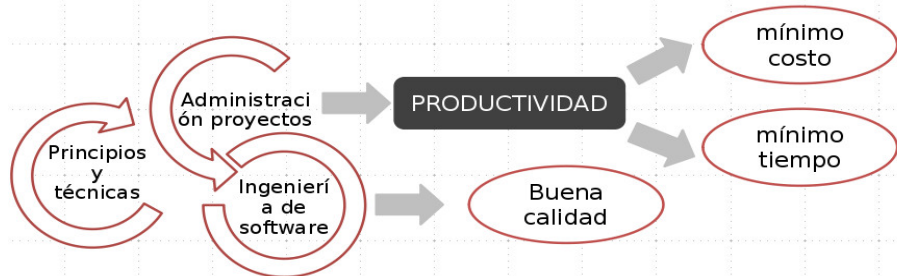 Principios
y
técnicas
Administraci
ón proyectos
Ingenierí
a de
software
PRODUCTIVIDAD
mínimo
costo
mínimo
tiempo
Buena
calidad